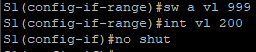 S1(config-if-range)#sw a vl 999
S1(config-if-range)#int vl 200
S1(config-if)#no shut